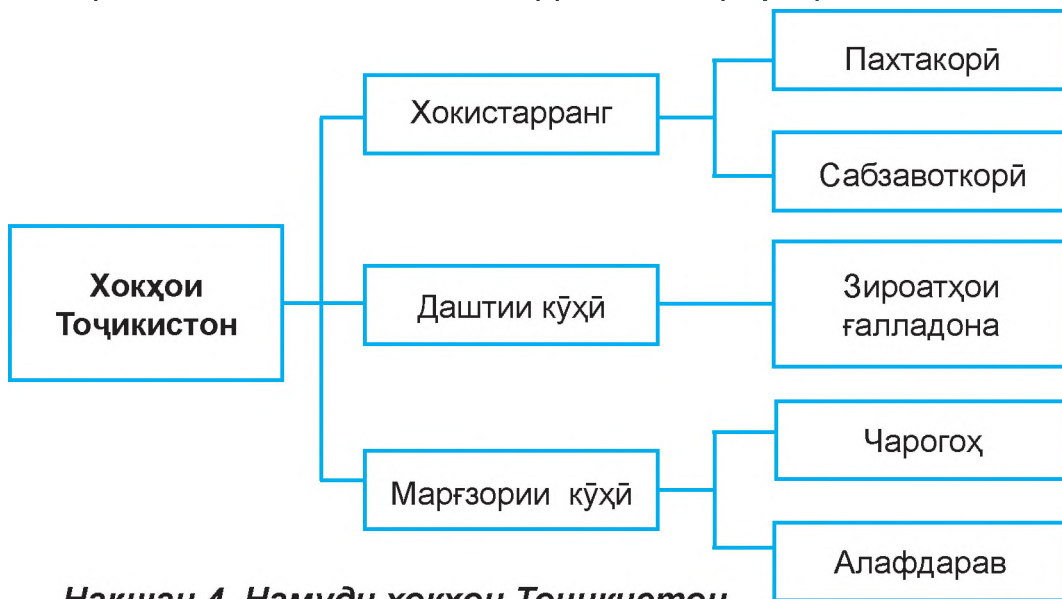 Хокҳои
Тоҷикистон
Хокистарранг
Пахтакорӣ
Сабзавоткорӣ
Даштии кӯҳӣ
Зироатҳои
ғалладона
Марғзории кӯҳӣ
Чарогоҳ
Алафдарав